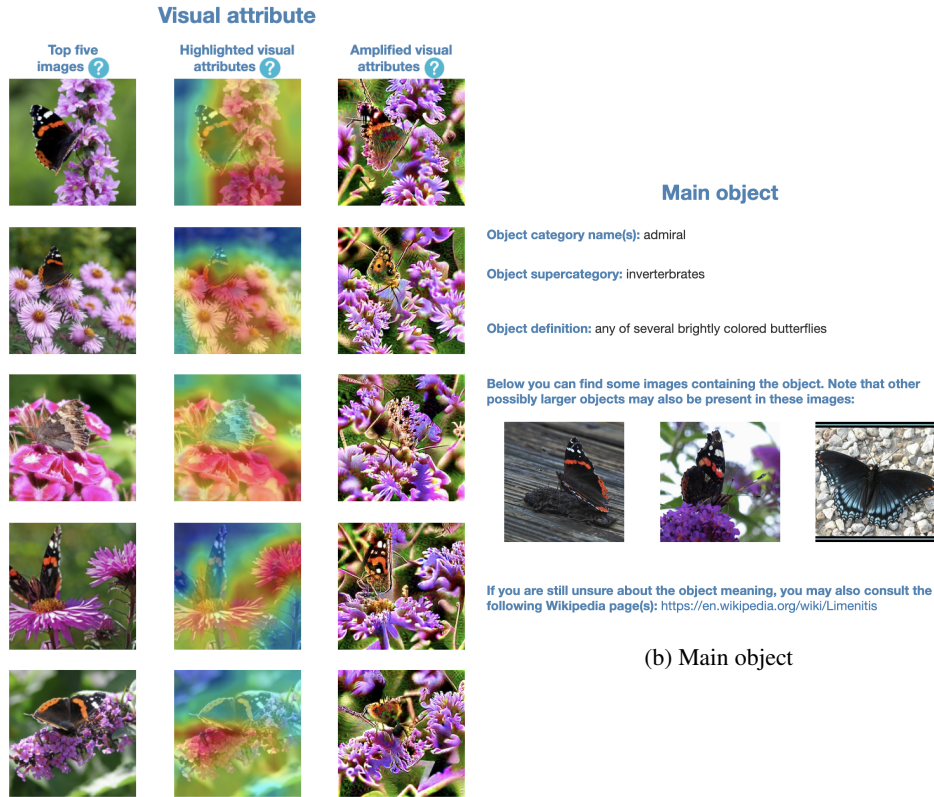 Visual attribute
Top five
images ?
Highlighted visual
attributes ?
Amplified visual
attributes ?
Main object
Object category name(s): admiral
Object supercategory: inverterbrates
Object definition: any of several brightly colored butterflies
Below you can find some images containing the object. Note that other
possibly larger objects may also be present in these images:
If you are still unsure about the object meaning, you may also consult the
following Wikipedia page(s): https://en.wikipedia.org/wiki/Limenitis
(b) Main object